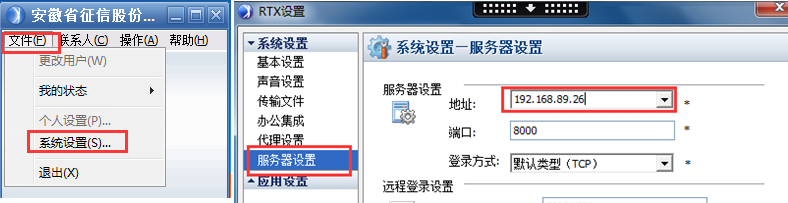 安徽省征信股份...
文件(F) 联系人(C) 操作(A) 帮助(H)
更改用户(W)
我的状态
个人设置(P)...
系统设置(S)...
退出(X)
RTX设置
系统设置
基本设置
声音设置
传输文件
办公集成
代理设置
服务器设置
应用设置
系统设置—服务器设置
服务器设置
地址: 192.168.89.26 *
端口: 8000 *
登录方式: 默认类型（TCP） *
远程登录设置